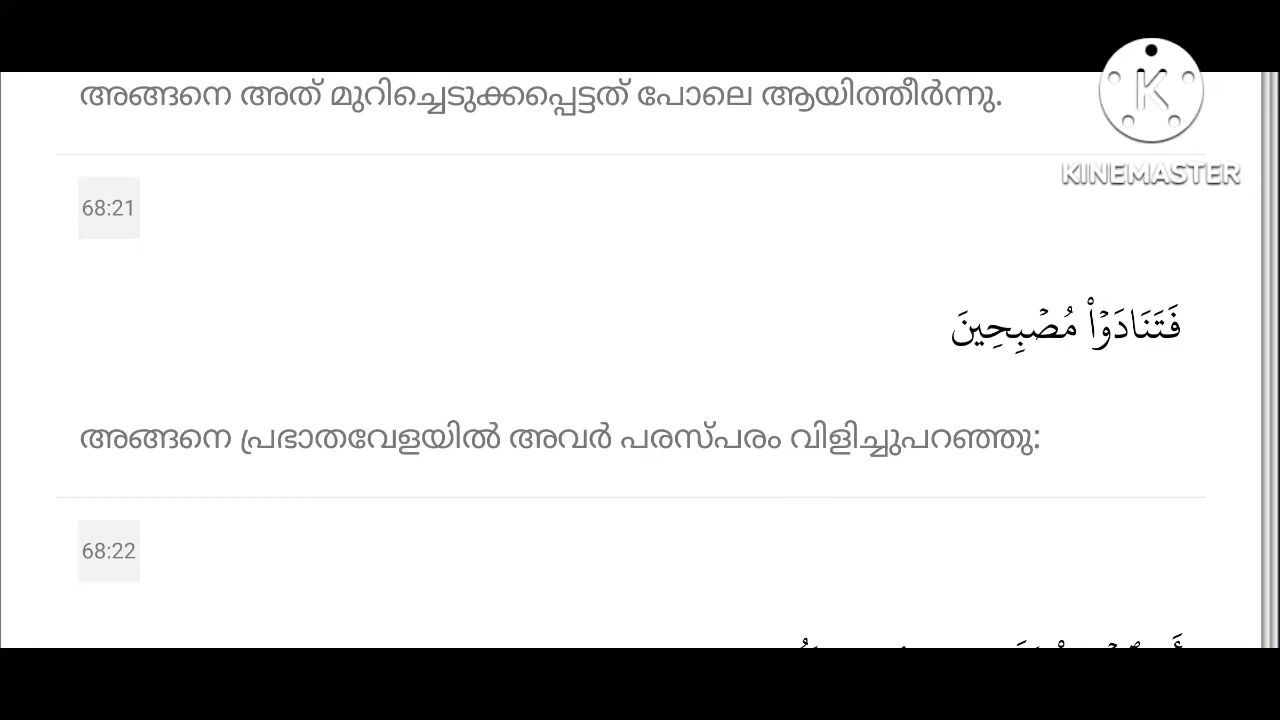 അങ്ങനെ അത് മുറിച്ചെടുക്കപ്പെട്ടത് പോലെ ആയിത്തീർന്നു.
K
KINEMASTER
68:21
فَتَنَادَوْا۟ مُصْبِحِينَ
അങ്ങനെ പ്രഭാതവേളയിൽ അവർ പരസ്പരം വിളിച്ചുപറഞ്ഞു:
68:22